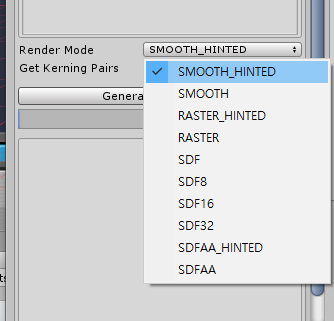 Render Mode
SMOOTH_HINTED
Get Kerning Pairs
SMOOTH_HINTED
SMOOTH
RASTER_HINTED
RASTER
SDF
SDF8
SDF16
SDF32
SDFAA_HINTED
SDFAA
Genera